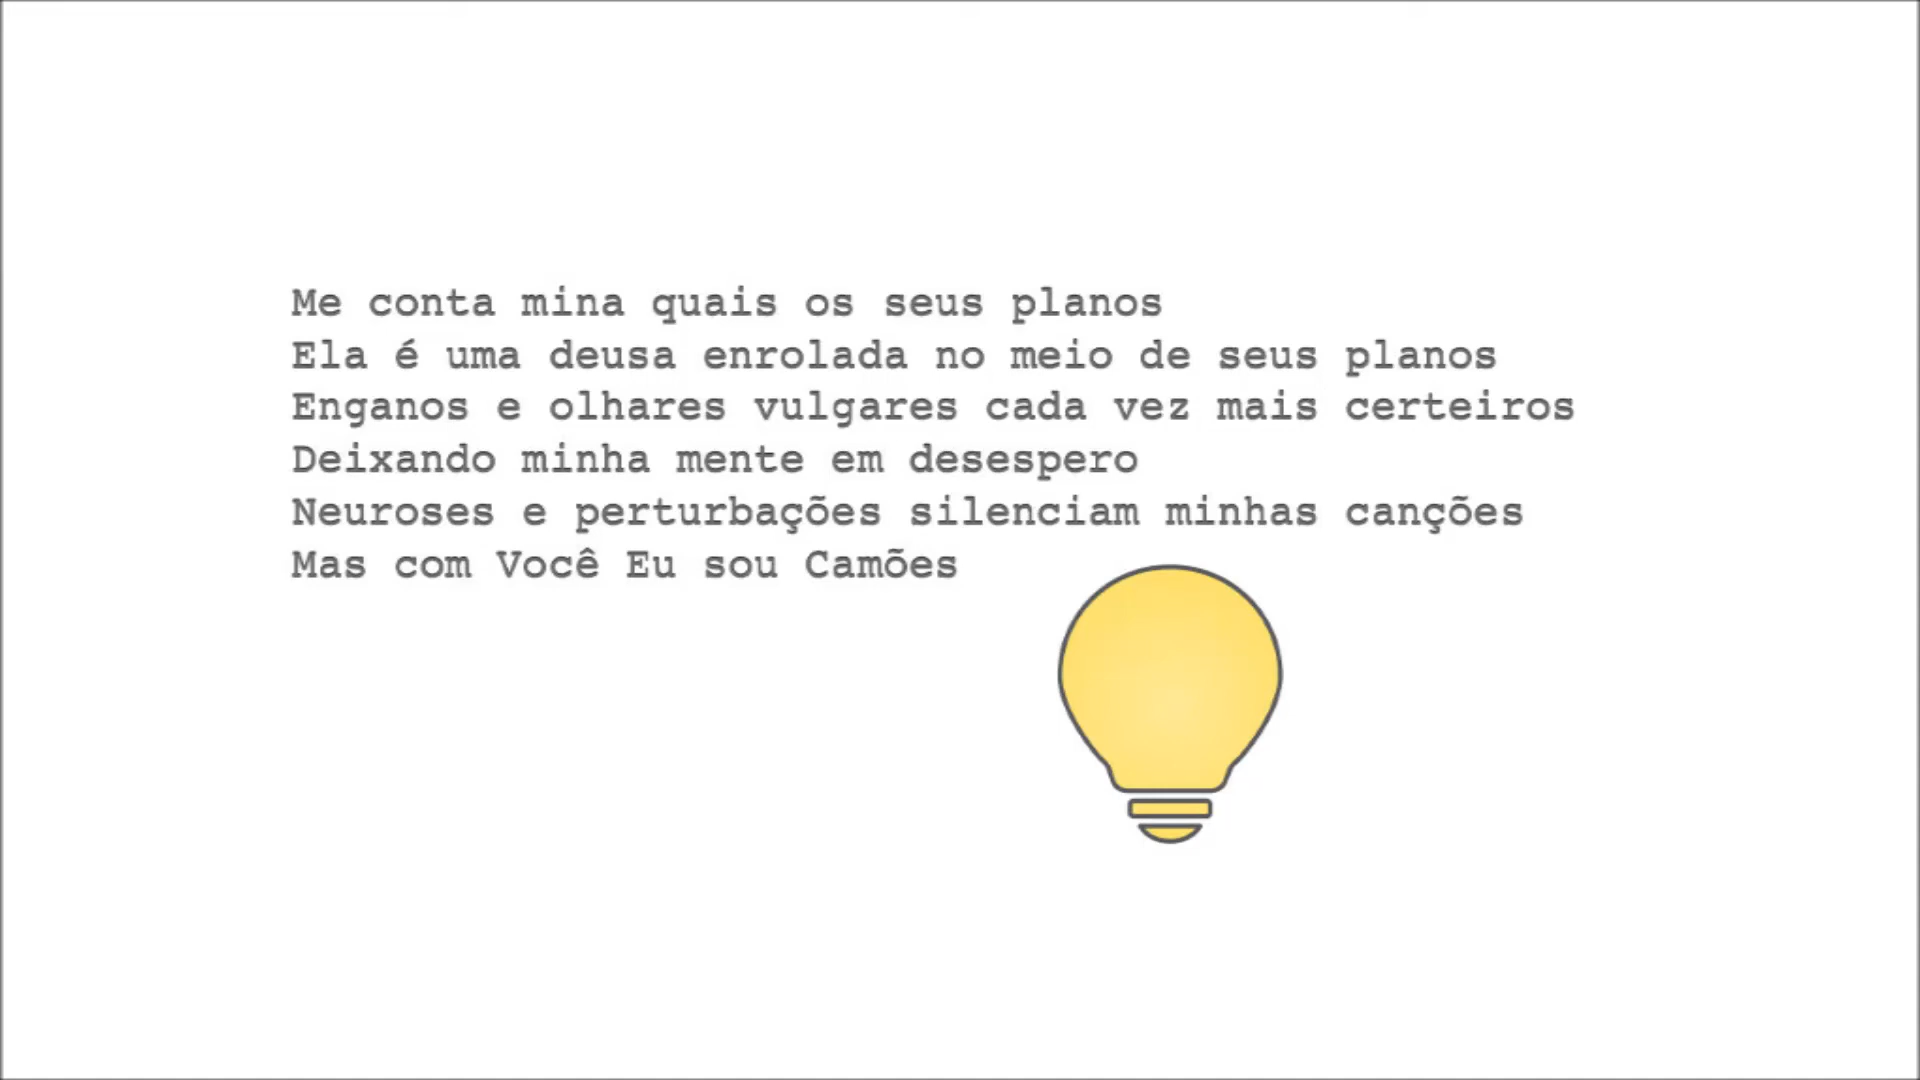 Me conta mina quais os seus planos
Ela é uma deusa enrolada no meio de seus planos
Enganos e olhares vulgares cada vez mais certeiros
Deixando minha mente em desespero
Neuroses e perturbações silenciam minhas canções
Mas com Você Eu sou Camões